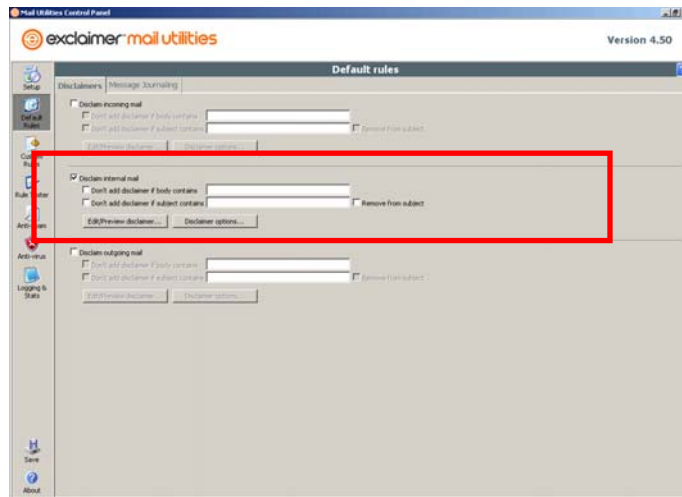 Mail Utilities Control Panel
exclaimer mail utilities
Version 4.50
Default rules
Setup
Disclaimers Message Journaling
Disclaim incoming mail
Default Rules
Don't add disclaimer if body contains
Don't add disclaimer if subject contains Remove from subject
Edit/Preview disclaimer... Disclaimer options...
Custom Rules
Disclaim internal mail
Don't add disclaimer if body contains
Rule Tester
Don't add disclaimer if subject contains Remove from subject
Edit/Preview disclaimer... Disclaimer options...
Anti-virus
Disclaim outgoing mail
Don't add disclaimer if body contains
Don't add disclaimer if subject contains Remove from subject
Logging & Stats
Edit/Preview disclaimer... Disclaimer options...
Save
About